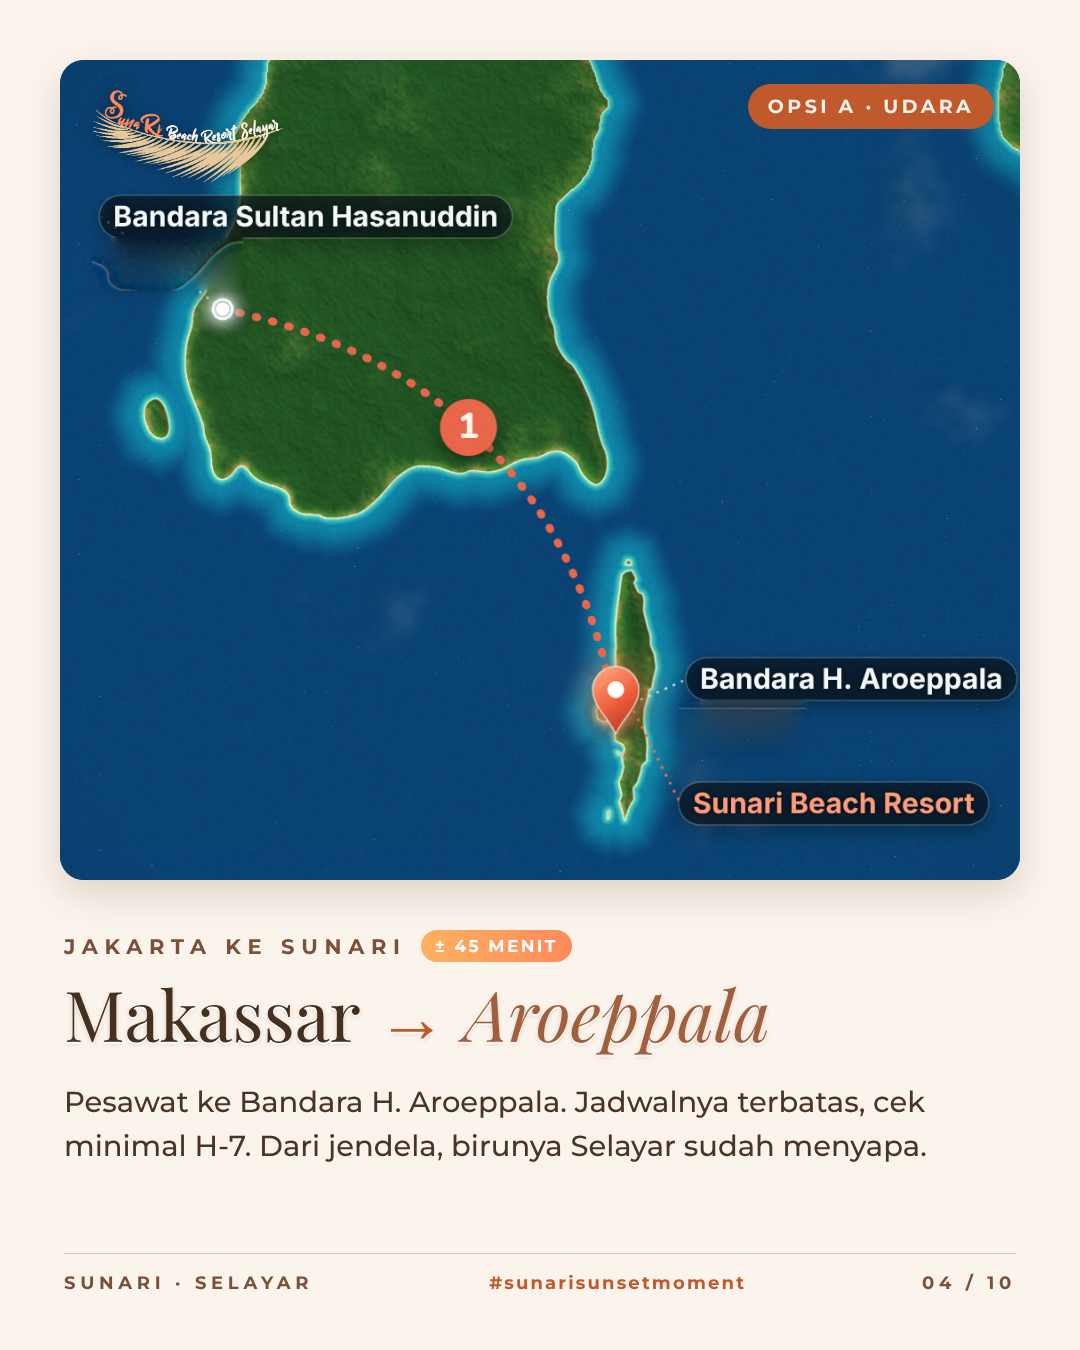 SunaRi Beach Resort Selayar
OPSI A · UDARA
Bandara Sultan Hasanuddin
1
Bandara H. Aroeppala
Sunari Beach Resort
JAKARTA KE SUNARI ± 45 MENIT
Makassar → Aroeppala
Pesawat ke Bandara H. Aroeppala. Jadwalnya terbatas, cek
minimal H-7. Dari jendela, birunya Selayar sudah menyapa.
SUNARI · SELAYAR #sunarisunsetmoment 04 / 10